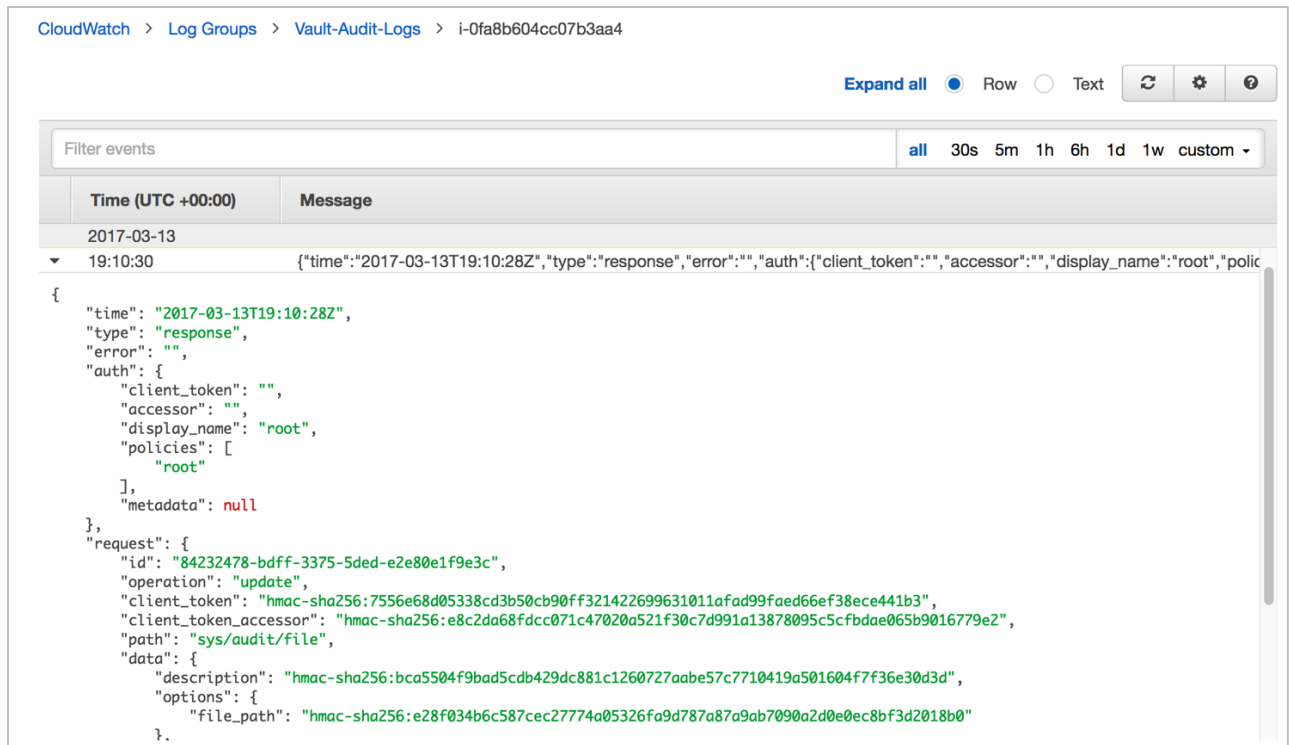 CloudWatch > Log Groups > Vault-Audit-Logs > i-0fa8b604cc07b3aa4
Expand all Row Text
Filter events all 30s 5m 1h 6h 1d 1w custom
Time (UTC +00:00) Message
2017-03-13
19:10:30 {"time":"2017-03-13T19:10:28Z","type":"response","error":"","auth":{"client_token":"","accessor":"","display_name":"root","polic
{
"time": "2017-03-13T19:10:28Z",
"type": "response",
"error": "",
"auth": {
"client_token": "",
"accessor": "",
"display_name": "root",
"policies": [
"root"
],
"metadata": null
},
"request": {
"id": "84232478-bdff-3375-5ded-e2e80e1f9e3c",
"operation": "update",
"client_token": "hmac-sha256:7556e68d05338cd3b50cb90ff321422699631011afad99faed66ef38ece441b3",
"client_token_accessor": "hmac-sha256:e8c2da68fdcc071c47020a521f30c7d991a13878095c5cfbdae065b9016779e2",
"path": "sys/audit/file",
"data": {
"description": "hmac-sha256:bca5504f9bad5cdb429dc881c1260727aabe57c7710419a501604f7f36e30d3d",
"options": {
"file_path": "hmac-sha256:e28f034b6c587cec27774a05326fa9d787a87a9ab7090a2d0e0ec8bf3d2018b0"
},